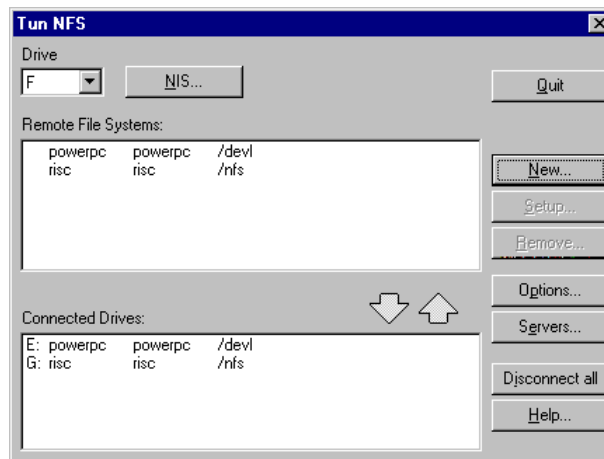 Tun NFS
Drive
F
NIS...
Quit
Remote File Systems:
powerpc powerpc /devl
risc risc /nfs
New...
Setup...
Remove...
Options...
Connected Drives:
Servers...
E: powerpc powerpc /devl
G: risc risc /nfs
Disconnect all
Help...